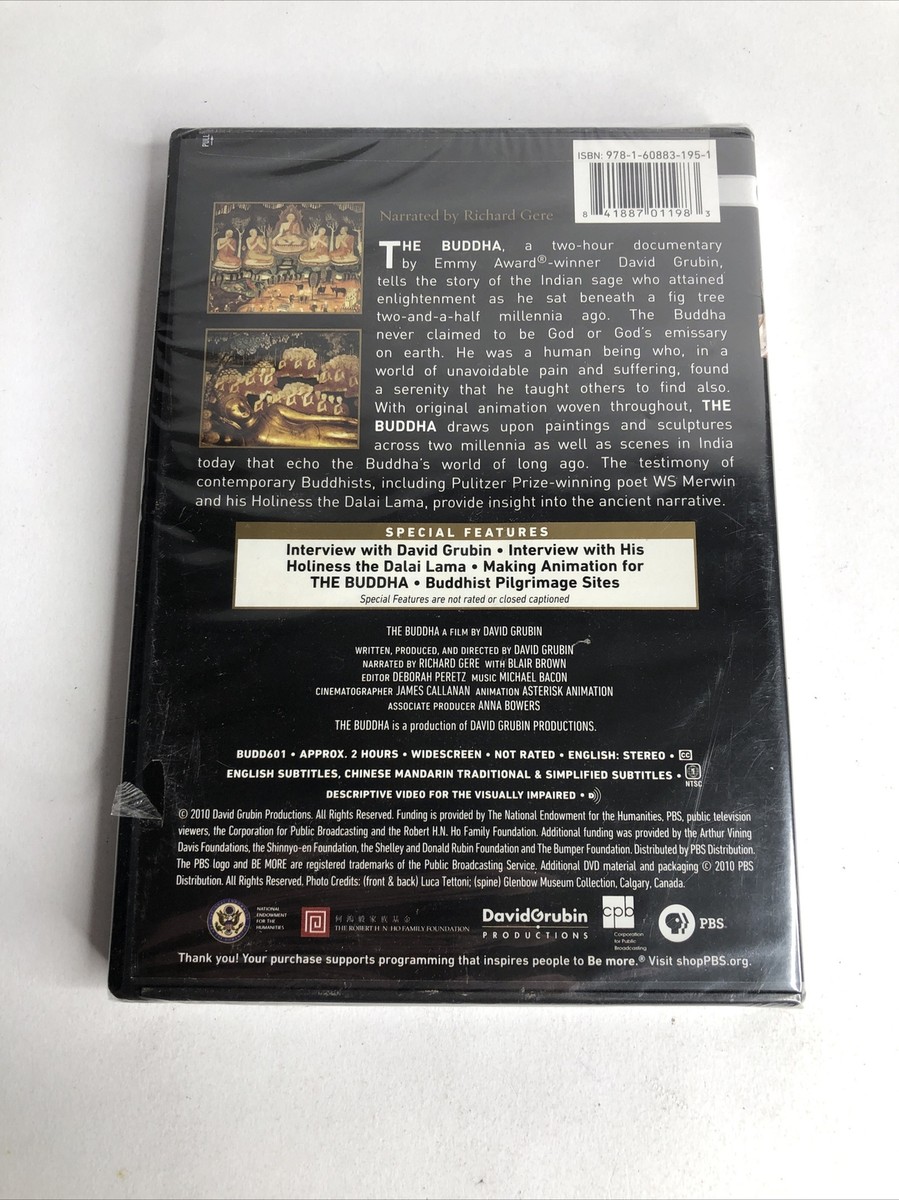 PULL
ISBN: 978-1-60883-195-1
8 41887 01198 3
Narrated by Richard Gere
THE BUDDHA, a two-hour documentary
by Emmy Award®-winner David Grubin,
tells the story of the Indian sage who attained
enlightenment as he sat beneath a fig tree
two-and-a-half millennia ago. The Buddha
never claimed to be God or God's emissary
on earth. He was a human being who, in a
world of unavoidable pain and suffering, found
a serenity that he taught others to find also.
With original animation woven throughout, THE
BUDDHA draws upon paintings and sculptures
across two millennia as well as scenes in India
today that echo the Buddha's world of long ago. The testimony of
contemporary Buddhists, including Pulitzer Prize-winning poet WS Merwin
and his Holiness the Dalai Lama, provide insight into the ancient narrative.
SPECIAL FEATURES
Interview with David Grubin • Interview with His
Holiness the Dalai Lama • Making Animation for
THE BUDDHA • Buddhist Pilgrimage Sites
Special Features are not rated or closed captioned
THE BUDDHA A FILM BY DAVID GRUBIN
WRITTEN, PRODUCED, AND DIRECTED BY DAVID GRUBIN
NARRATED BY RICHARD GERE WITH BLAIR BROWN
EDITOR DEBORAH PERETZ MUSIC MICHAEL BACON
CINEMATOGRAPHER JAMES CALLANAN ANIMATION ASTERISK ANIMATION
ASSOCIATE PRODUCER ANNA BOWERS
THE BUDDHA is a production of DAVID GRUBIN PRODUCTIONS.
BUDD601 • APPROX. 2 HOURS • WIDESCREEN • NOT RATED • ENGLISH: STEREO • CC
ENGLISH SUBTITLES, CHINESE MANDARIN TRADITIONAL & SIMPLIFIED SUBTITLES • 1
NTSC
DESCRIPTIVE VIDEO FOR THE VISUALLY IMPAIRED • D
© 2010 David Grubin Productions. All Rights Reserved. Funding is provided by The National Endowment for the Humanities, PBS, public television
viewers, the Corporation for Public Broadcasting and the Robert H.N. Ho Family Foundation. Additional funding was provided by the Arthur Vining
Davis Foundations, the Shinnyo-en Foundation, the Shelley and Donald Rubin Foundation and The Bumper Foundation. Distributed by PBS Distribution.
The PBS logo and BE MORE are registered trademarks of the Public Broadcasting Service. Additional DVD material and packaging © 2010 PBS
Distribution. All Rights Reserved. Photo Credits: (front & back) Luca Tettoni; (spine) Glenbow Museum Collection, Calgary, Canada.
NATIONAL
ENDOWMENT
FOR THE
HUMANITIES
何鴻毅家族基金
THE ROBERT H. N. HO FAMILY FOUNDATION
DavidGrubin
PRODUCTIONS
cpb
Corporation
for Public
Broadcasting
PBS
Thank you! Your purchase supports programming that inspires people to Be more.® Visit shopPBS.org.